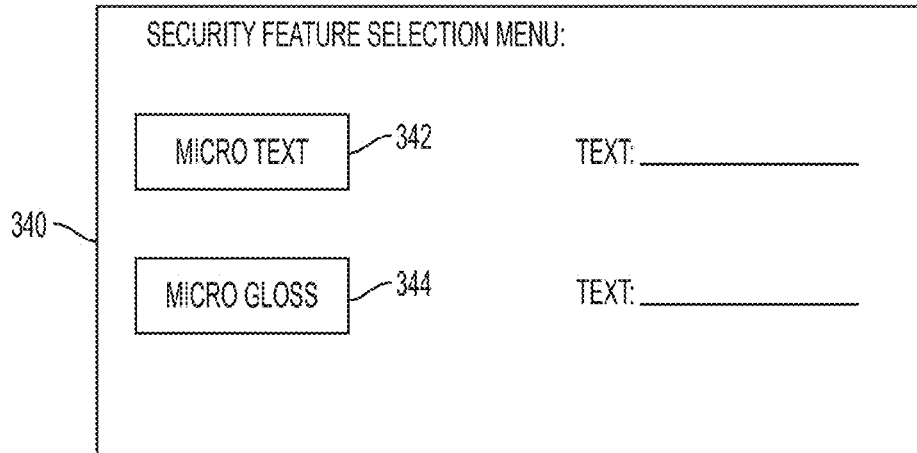 SECURITY FEATURE SELECTION MENU:
MICRO TEXT 342 TEXT:
340
MICRO GLOSS 344 TEXT: